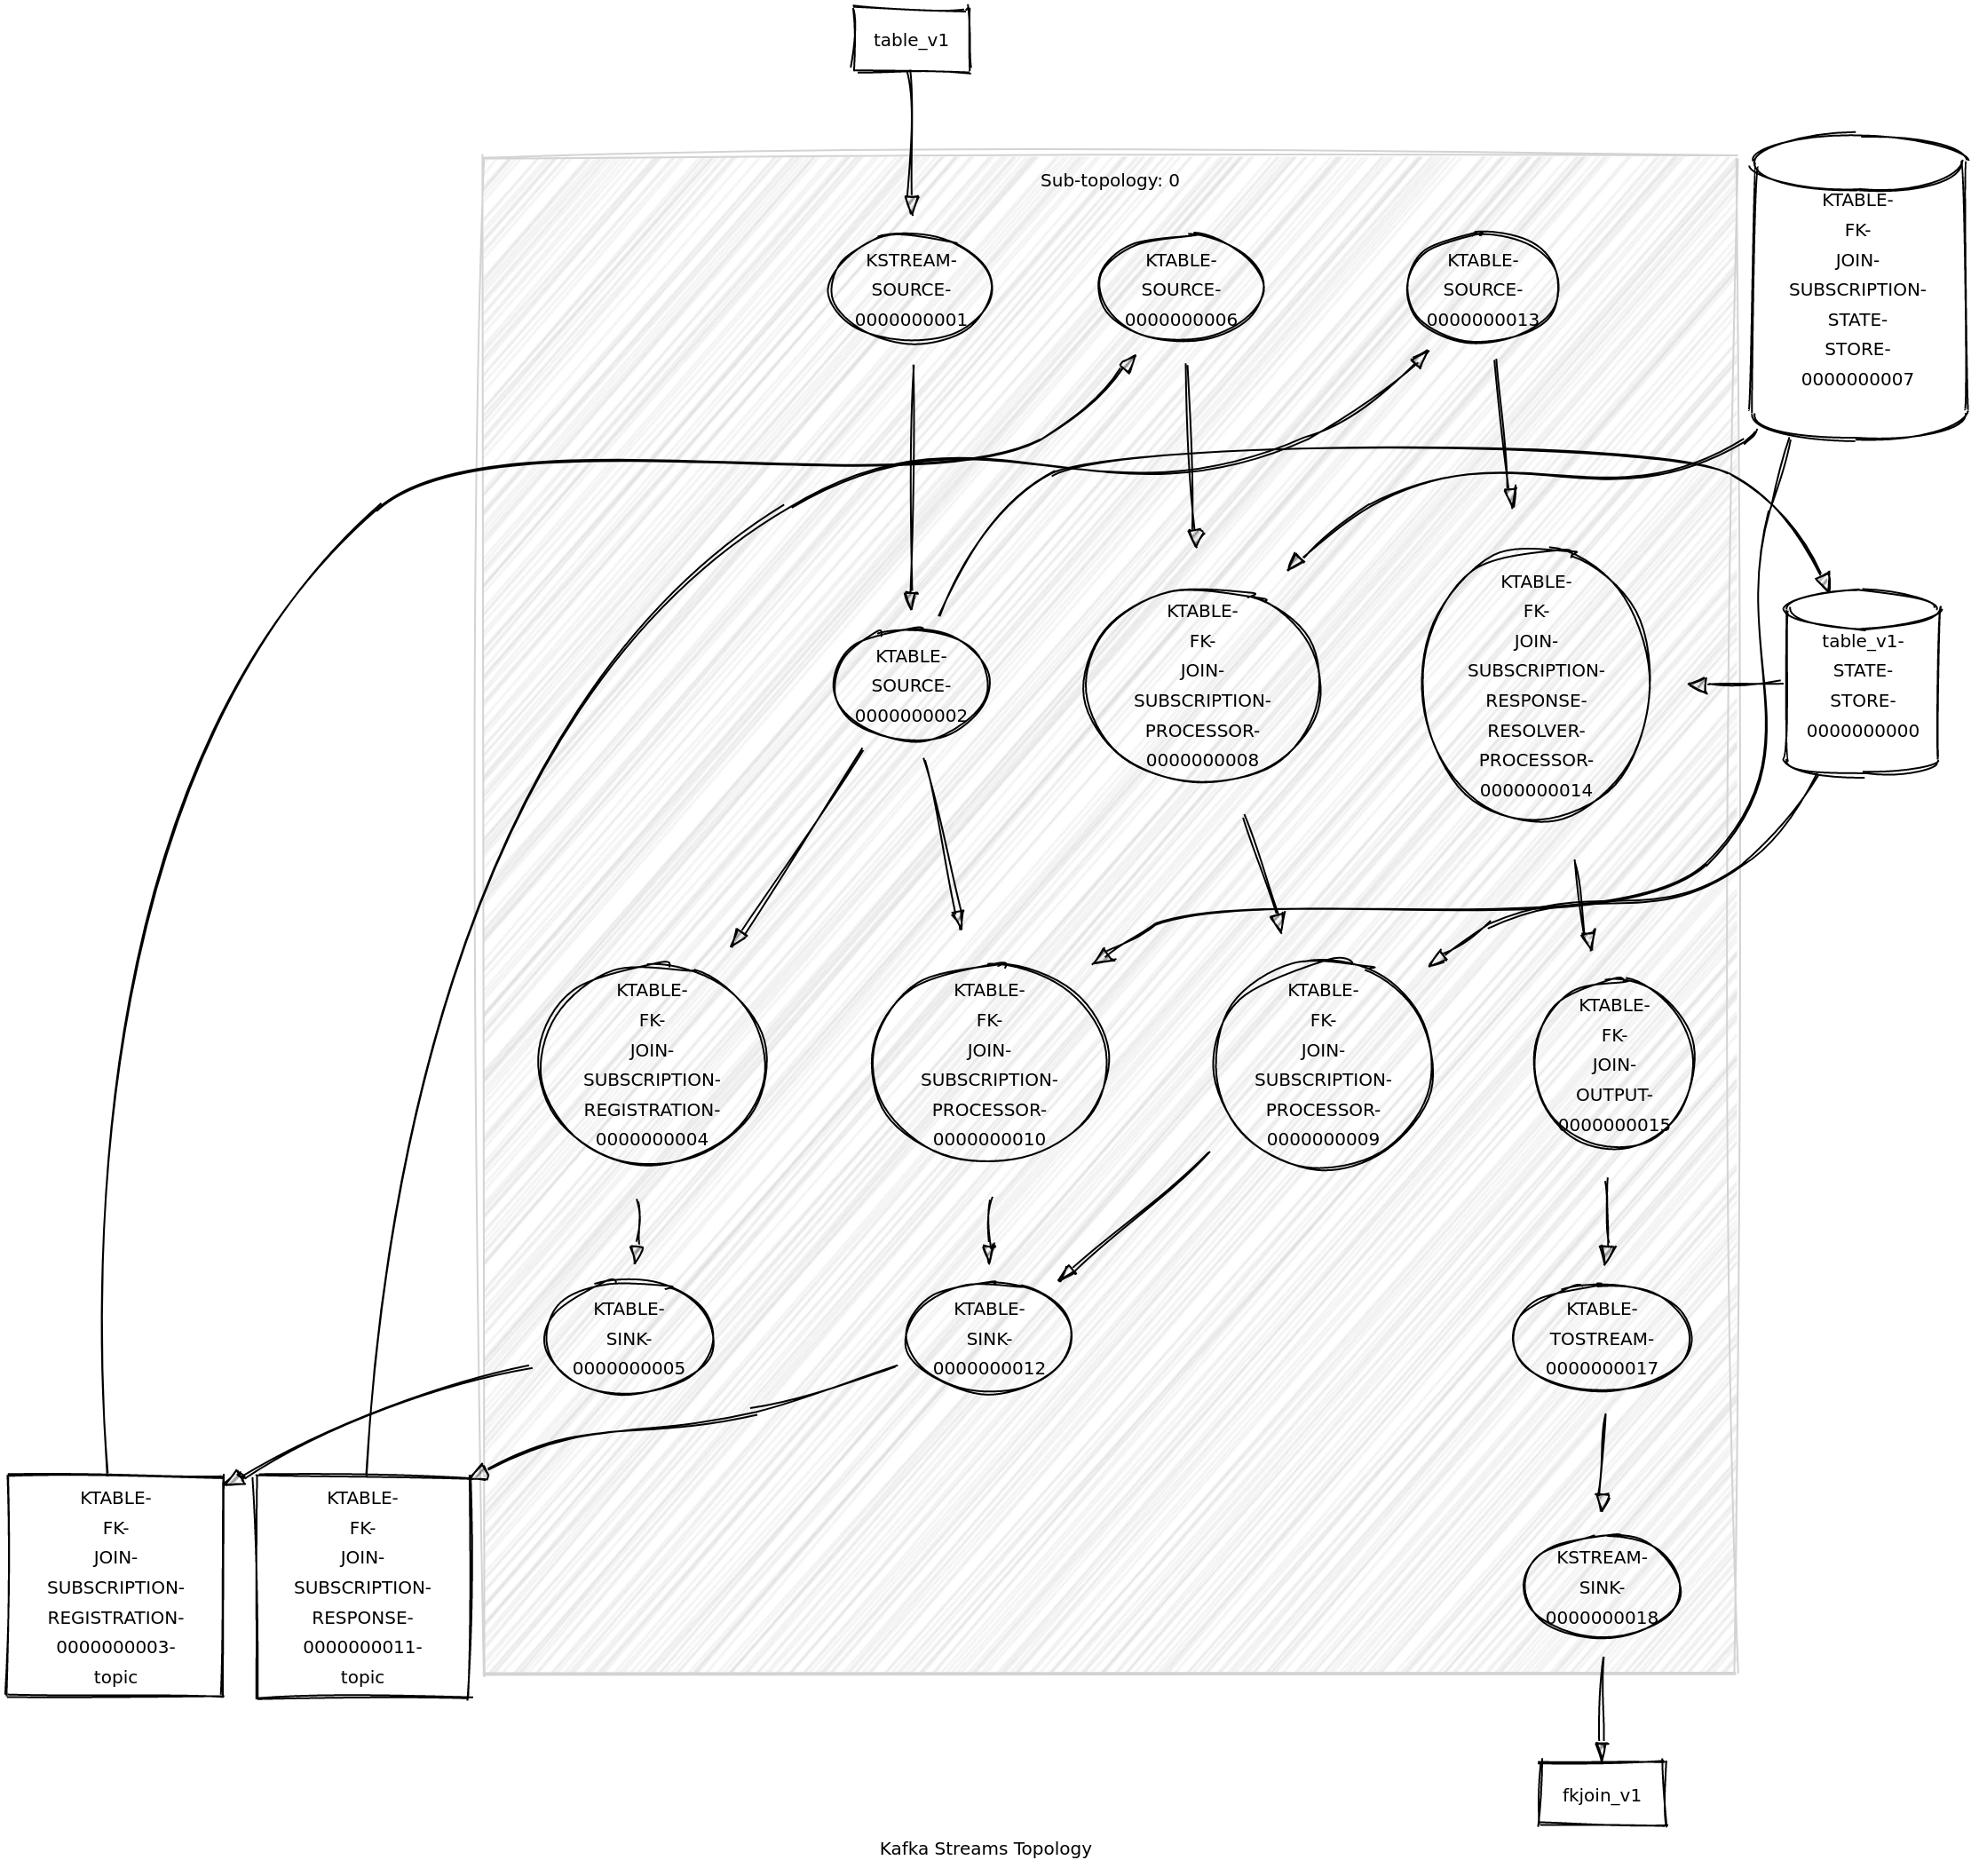 table_v1
Sub-topology: 0
KSTREAM-
SOURCE-
0000000001
KTABLE-
SOURCE-
0000000006
KTABLE-
SOURCE-
0000000013
KTABLE-
FK-
JOIN-
SUBSCRIPTION-
STATE-
STORE-
0000000007
KTABLE-
SOURCE-
0000000002
KTABLE-
FK-
JOIN-
SUBSCRIPTION-
PROCESSOR-
0000000008
KTABLE-
FK-
JOIN-
SUBSCRIPTION-
RESPONSE-
RESOLVER-
PROCESSOR-
0000000014
table_v1-
STATE-
STORE-
0000000000
KTABLE-
FK-
JOIN-
SUBSCRIPTION-
REGISTRATION-
0000000004
KTABLE-
FK-
JOIN-
SUBSCRIPTION-
PROCESSOR-
0000000010
KTABLE-
FK-
JOIN-
SUBSCRIPTION-
PROCESSOR-
0000000009
KTABLE-
FK-
JOIN-
OUTPUT-
0000000015
KTABLE-
SINK-
0000000005
KTABLE-
SINK-
0000000012
KTABLE-
TOSTREAM-
0000000017
KTABLE-
FK-
JOIN-
SUBSCRIPTION-
REGISTRATION-
0000000003-
topic
KTABLE-
FK-
JOIN-
SUBSCRIPTION-
RESPONSE-
0000000011-
topic
KSTREAM-
SINK-
0000000018
fkjoin_v1
Kafka Streams Topology